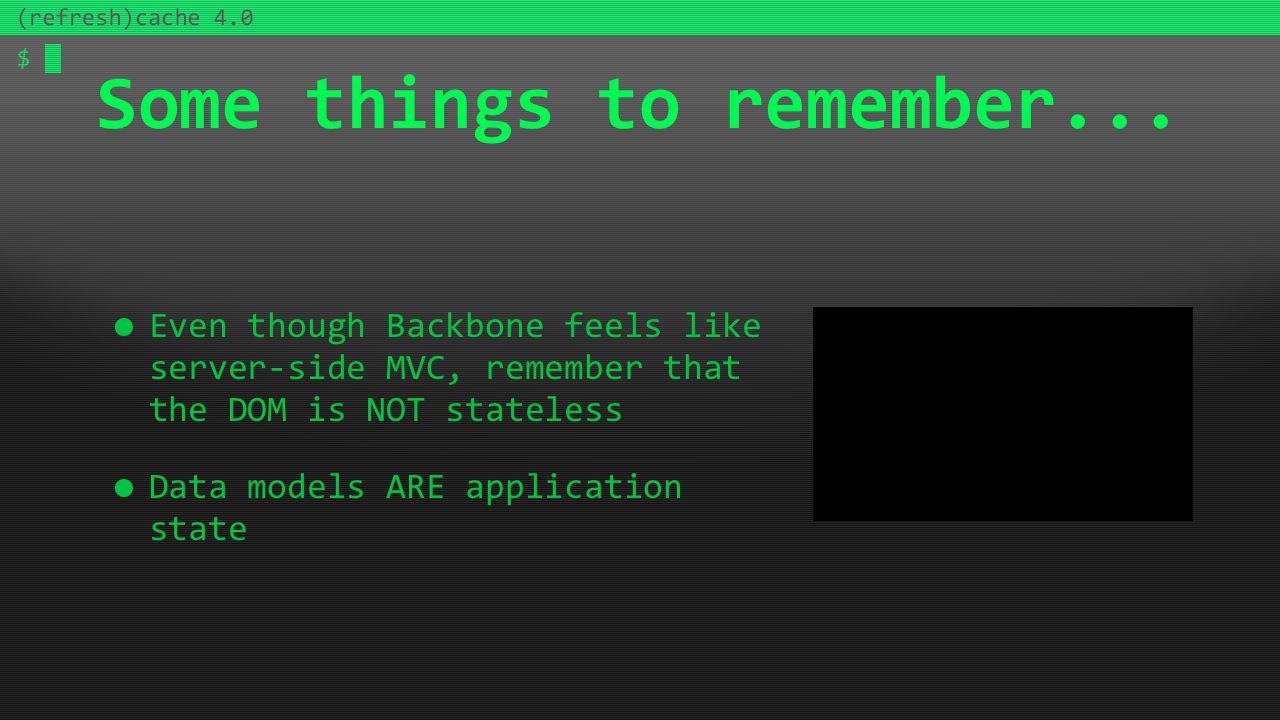 (refresh)cache 4.0
$
Some things to remember...
● Even though Backbone feels like
server-side MVC, remember that
the DOM is NOT stateless
● Data models ARE application
state